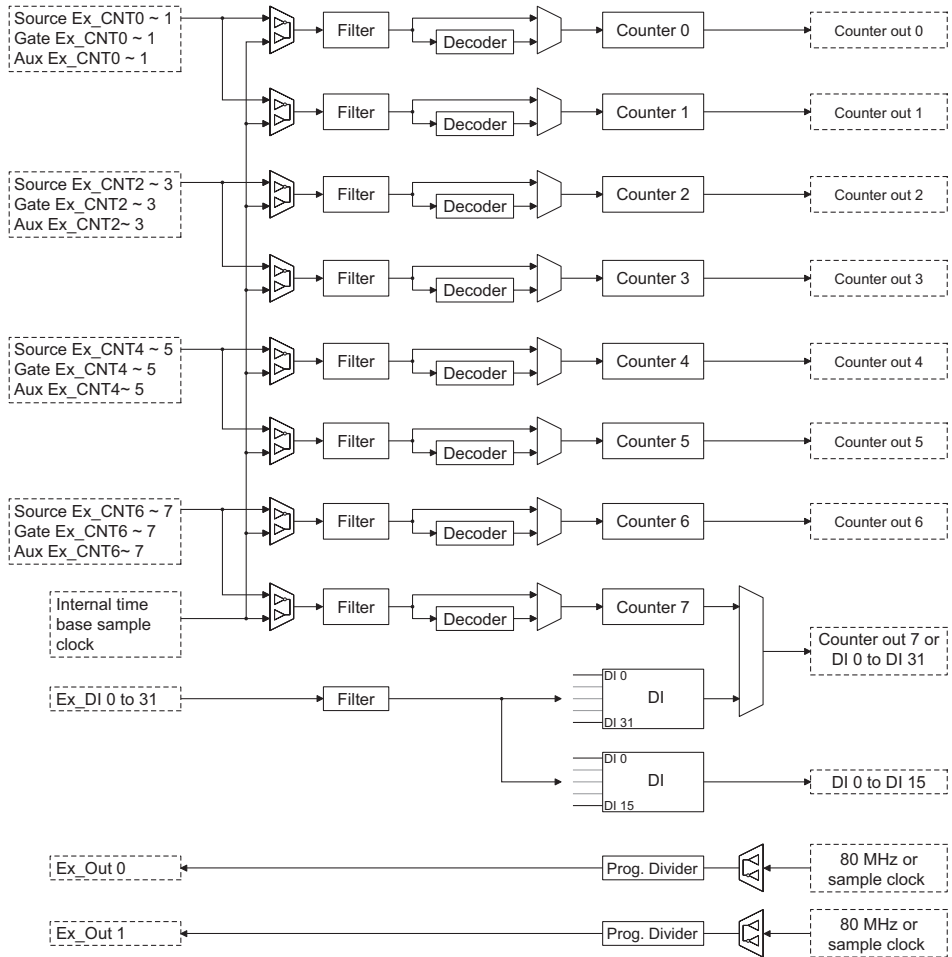 Source Ex_CNT0 ~ 1
Gate Ex_CNT0 ~ 1
Aux Ex_CNT0 ~ 1
Filter
Decoder
Counter 0
Counter out 0
Filter
Decoder
Counter 1
Counter out 1
Source Ex_CNT2 ~ 3
Gate Ex_CNT2 ~ 3
Aux Ex_CNT2~ 3
Filter
Decoder
Counter 2
Counter out 2
Filter
Decoder
Counter 3
Counter out 3
Source Ex_CNT4 ~ 5
Gate Ex_CNT4 ~ 5
Aux Ex_CNT4~ 5
Filter
Decoder
Counter 4
Counter out 4
Filter
Decoder
Counter 5
Counter out 5
Source Ex_CNT6 ~ 7
Gate Ex_CNT6 ~ 7
Aux Ex_CNT6~ 7
Filter
Decoder
Counter 6
Counter out 6
Internal time
base sample
clock
Filter
Decoder
Counter 7
Counter out 7 or
DI 0 to DI 31
Ex_DI 0 to 31
Filter
DI 0
DI
DI 31
DI 0
DI
DI 15
DI 0 to DI 15
Ex_Out 0
Prog. Divider
80 MHz or
sample clock
Ex_Out 1
Prog. Divider
80 MHz or
sample clock